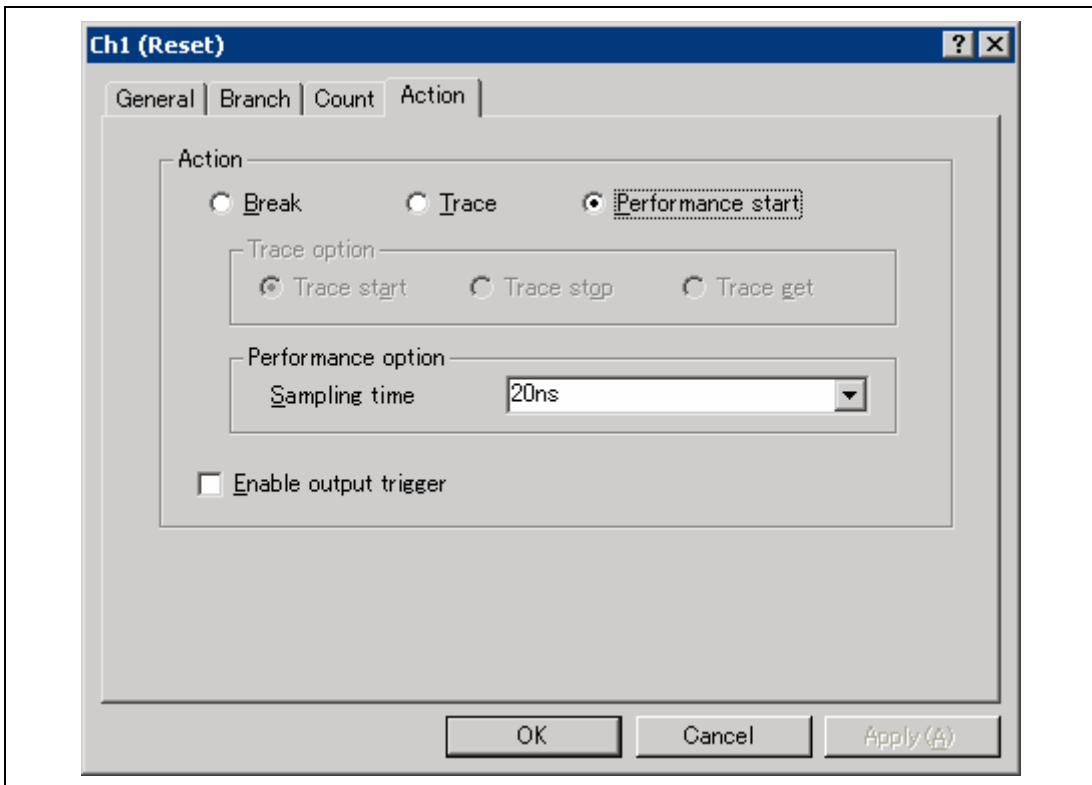 Ch1 (Reset)
General Branch Count Action
Action
Break Trace Performance start
Trace option
Trace start Trace stop Trace get
Performance option
Sampling time 20ns
Enable output trigger
OK Cancel Apply(A)